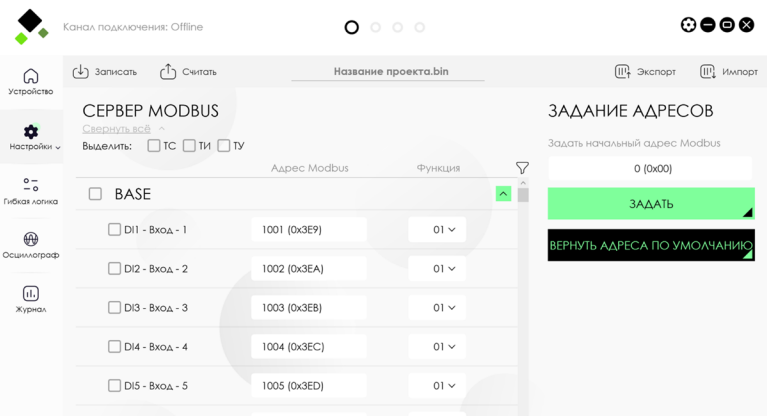 Канал подключения: Offline
Записать Считать Название проекта.bin Экспорт Импорт
Устройство
Настройки
Гибкая логика
Осциллограф
Журнал
СЕРВЕР MODBUS
Свернуть всё
Выделить: ТС ТИ ТУ
Адрес Modbus Функция
BASE
DI1 - Вход - 1 1001 (0x3E9) 01
DI2 - Вход - 2 1002 (0x3EA) 01
DI3 - Вход - 3 1003 (0x3EB) 01
DI4 - Вход - 4 1004 (0x3EC) 01
DI5 - Вход - 5 1005 (0x3ED) 01
ЗАДАНИЕ АДРЕСОВ
Задать начальный адрес Modbus
0 (0x00)
ЗАДАТЬ
ВЕРНУТЬ АДРЕСА ПО УМОЛЧАНИЮ